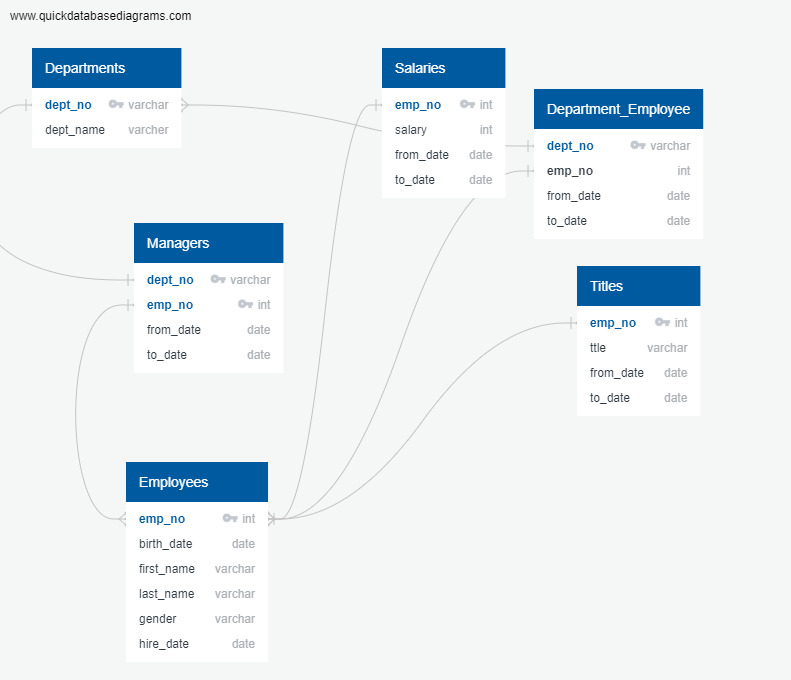 www.quickdatabasediagrams.com
Departments
dept_no varchar
dept_name varcher
Salaries
emp_no int
salary int
from_date date
to_date date
Department_Employee
dept_no varchar
emp_no int
from_date date
to_date date
Managers
dept_no varchar
emp_no int
from_date date
to_date date
Titles
emp_no int
ttle varchar
from_date date
to_date date
Employees
emp_no int
birth_date date
first_name varchar
last_name varchar
gender varchar
hire_date date